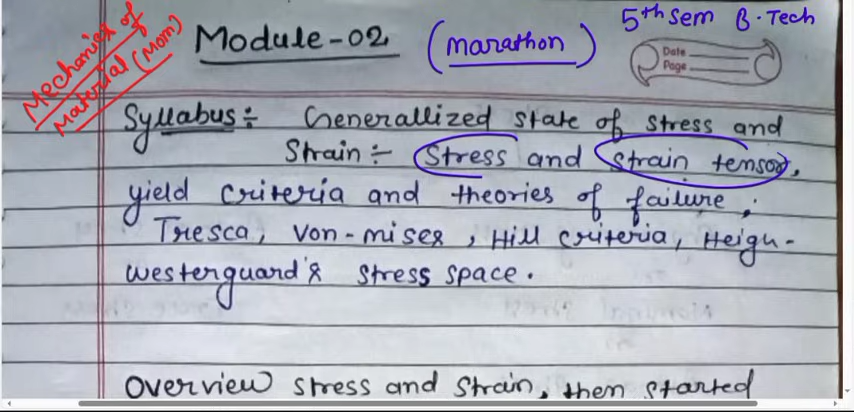 Mechanics of
Material (Mom)
Module-02 (marathon)
5th Sem B.Tech
Date
Page
Syllabus÷ Generallized state of stress and
Strain÷ Stress and strain tensor,
yield criteria and theories of failure ;
Tresca, Von-mises, Hill criteria, Heigh-
westerguard's stress space.
Overview stress and strain, then started